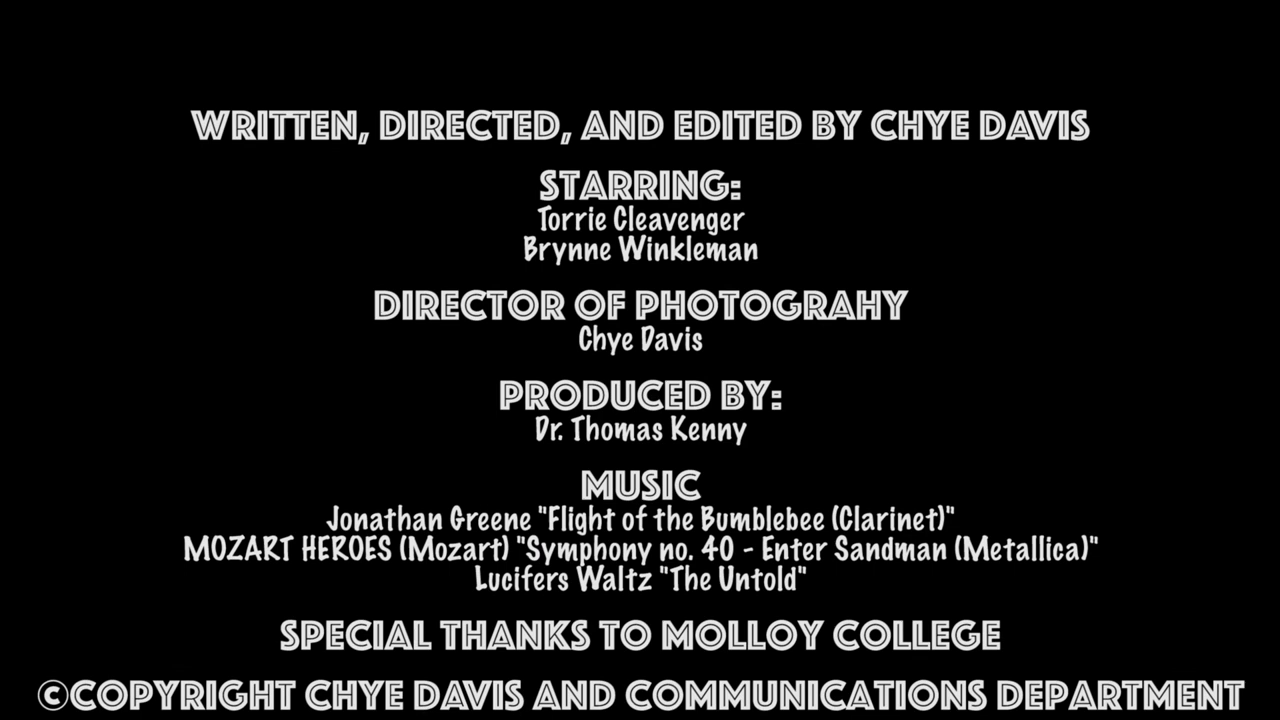 WRITTEN, DIRECTED, AND EDITED BY CHYE DAVIS
STARRING:
Torrie Cleavenger
Brynne Winkleman
DIRECTOR OF PHOTOGRAHY
Chye Davis
PRODUCED BY:
Dr. Thomas Kenny
MUSIC
Jonathan Greene "Flight of the Bumblebee (Clarinet)"
MOZART HEROES (Mozart) "Symphony no. 40 - Enter Sandman (Metallica)"
Lucifers Waltz "The Untold"
SPECIAL THANKS TO MOLLOY COLLEGE
©COPYRIGHT CHYE DAVIS AND COMMUNICATIONS DEPARTMENT